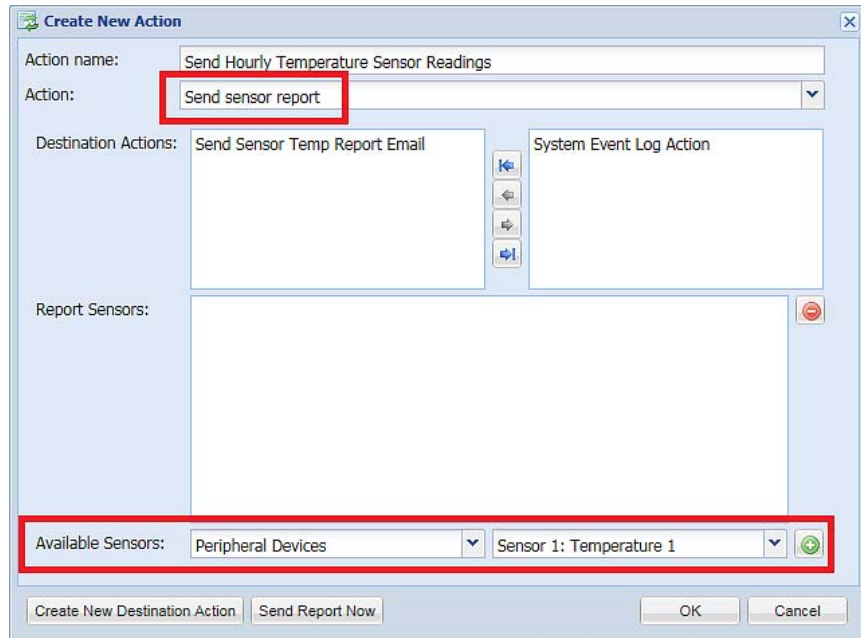 Create New Action
Action name: Send Hourly Temperature Sensor Readings
Action: Send sensor report
Destination Actions: Send Sensor Temp Report Email System Event Log Action
Report Sensors:
Available Sensors: Peripheral Devices Sensor 1: Temperature 1
Create New Destination Action Send Report Now OK Cancel